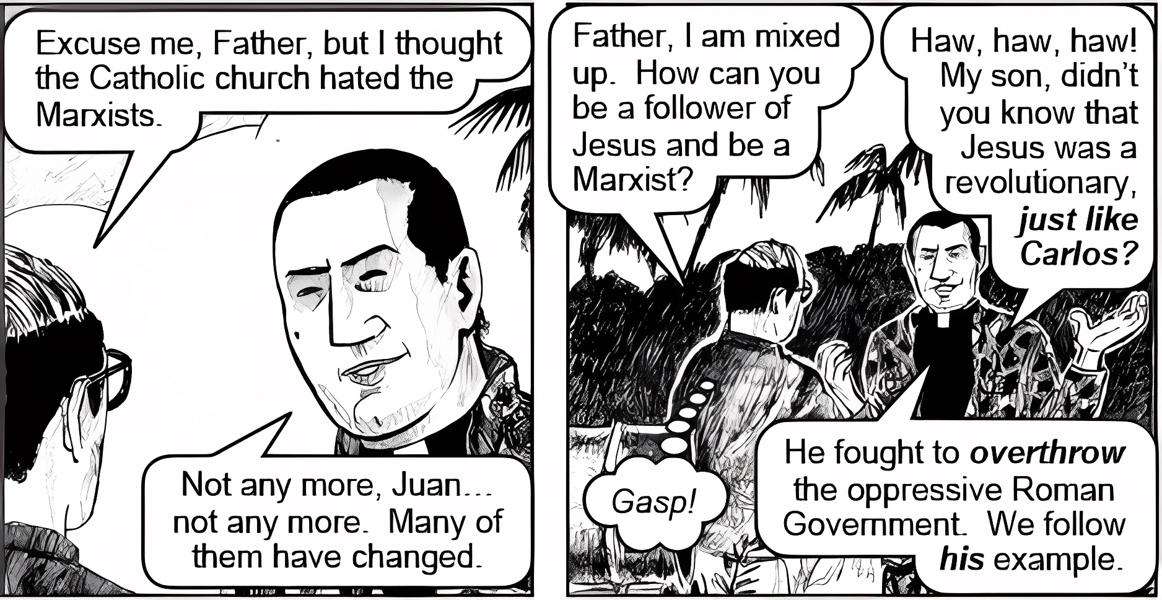 Excuse me, Father, but I thought
the Catholic church hated the
Marxists.
Not any more, Juan...
not any more. Many of
them have changed.
Father, I am mixed
up. How can you
be a follower of
Jesus and be a
Marxist?
Haw, haw, haw!
My son, didn't
you know that
Jesus was a
revolutionary,
just like
Carlos?
Gasp!
He fought to overthrow
the oppressive Roman
Government. We follow
his example.